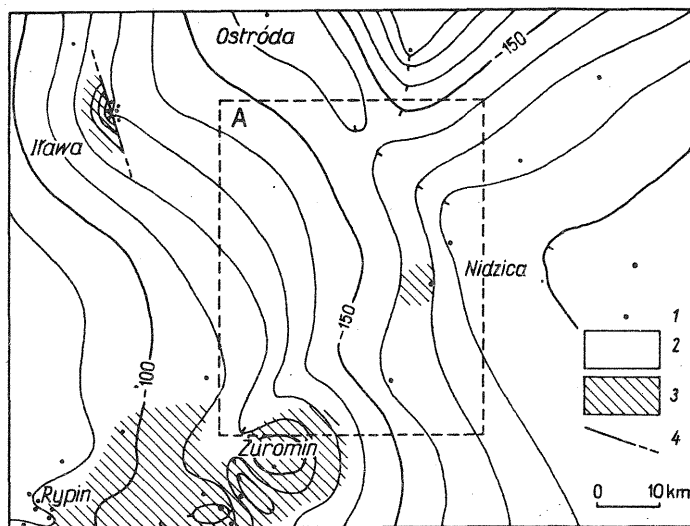 Ostróda
-150
A
Iława
Nidzica
-150
1
2
-100
3
Żuromin
4
Rypin
0 10 km